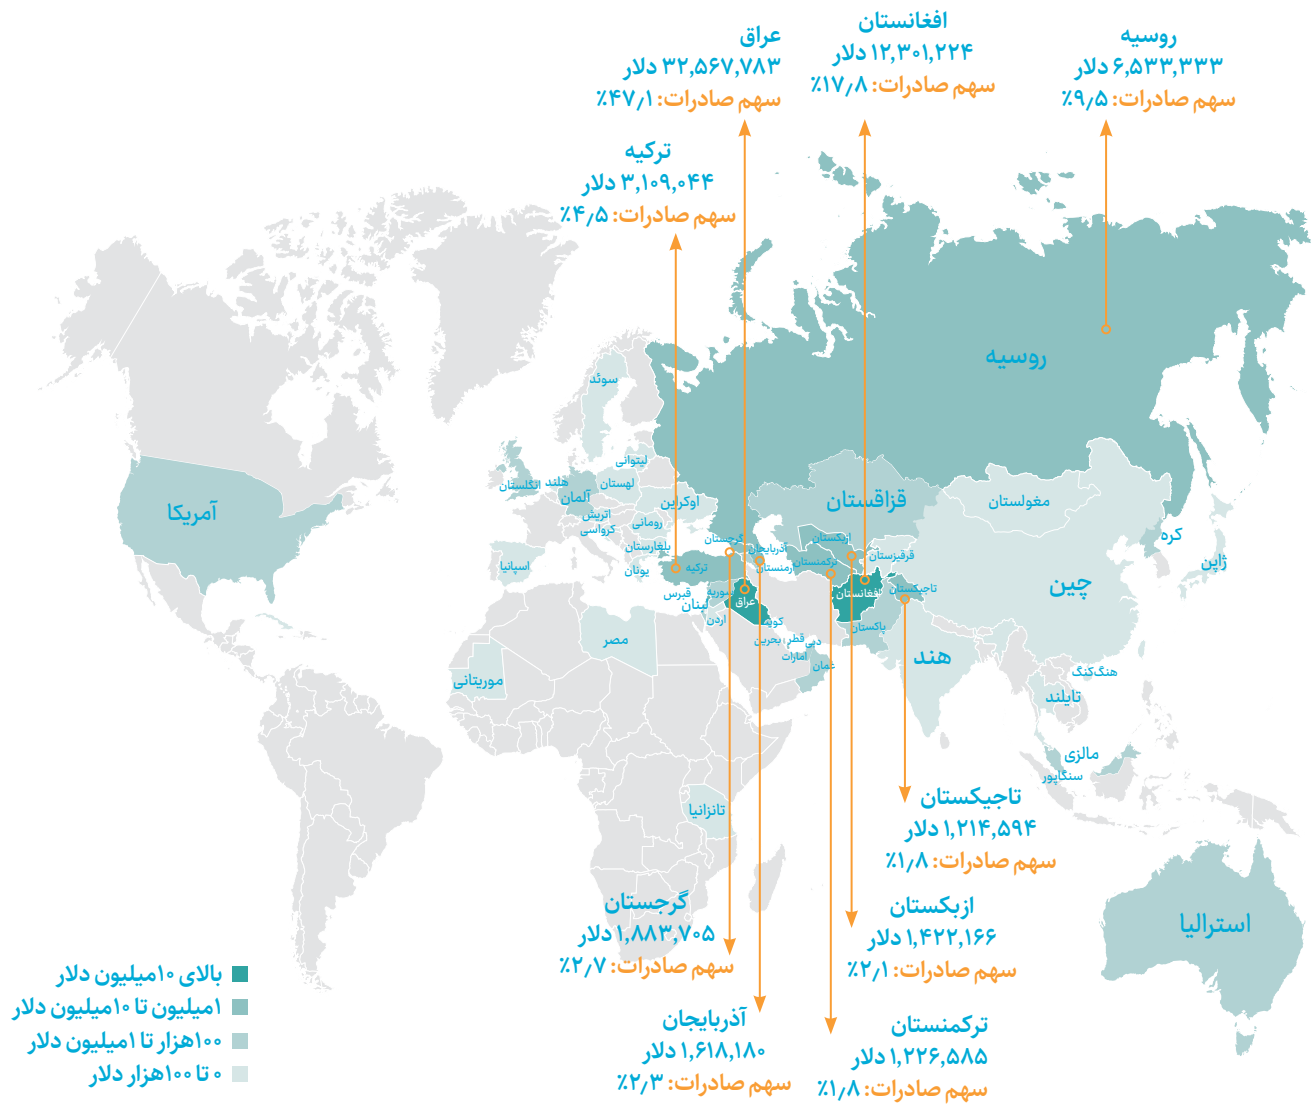 افغانستان
۱۲,۳۰۱,۲۲۴ دلار
سهم صادرات: ۱۷٫۸٪
روسیه
۶,۵۳۳,۳۳۳ دلار
سهم صادرات: ۹٫۵٪
عراق
۳۲,۵۶۷,۷۸۳ دلار
سهم صادرات: ۴۷٫۱٪
ترکیه
۳,۱۰۹,۰۴۴ دلار
سهم صادرات: ۴٫۵٪
روسیه
سوئد
لیتوانی
هلند
انگلستان
لهستان
آلمان
اوکراین
اتریش
رومانی
کرواسی
بلغارستان
اسپانیا
یونان
قزاقستان
مغولستان
آمریکا
کره
ژاپن
چین
گرجستان
آذربایجان
ارمنستان
ازبکستان
ترکمنستان
قرقیزستان
تاجیکستان
ترکیه
قبرس
سوریه
لبنان
عراق
افغانستان
اردن
کویت
پاکستان
بحرین
قطر
دبی
امارات
عمان
هند
مصر
موریتانی
هنگ‌کنگ
تایلند
مالزی
سنگاپور
تانزانیا
استرالیا
تاجیکستان
۱,۲۱۴,۵۹۴ دلار
سهم صادرات: ۱٫۸٪
گرجستان
۱,۸۸۳,۷۰۵ دلار
سهم صادرات: ۲٫۷٪
ازبکستان
۱,۴۲۲,۱۶۶ دلار
سهم صادرات: ۲٫۱٪
آذربایجان
۱,۶۱۸,۱۸۰ دلار
سهم صادرات: ۲٫۳٪
ترکمنستان
۱,۲۲۶,۵۸۵ دلار
سهم صادرات: ۱٫۸٪
بالای ۱۰میلیون دلار
۱میلیون تا ۱۰میلیون دلار
۱۰۰هزار تا ۱میلیون دلار
۰ تا ۱۰۰هزار دلار